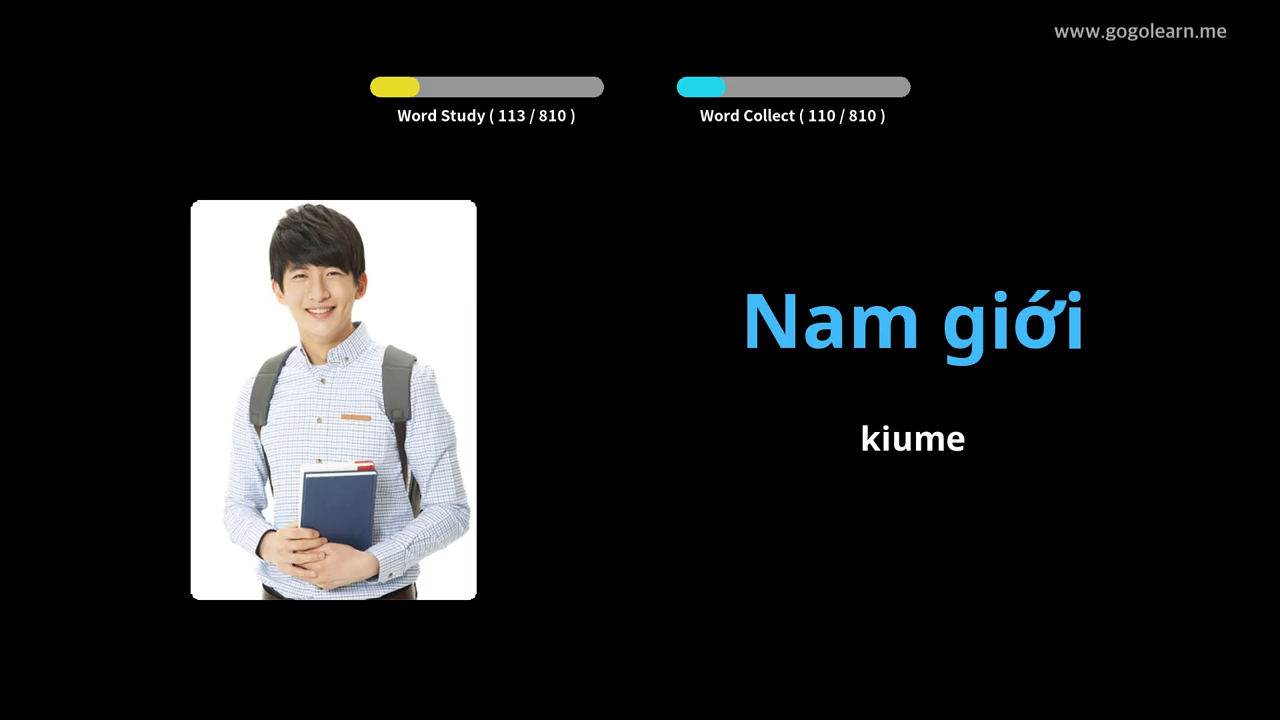 www.gogolearn.me
Word Study ( 113 / 810 )
Word Collect ( 110 / 810 )
Nam giới
kiume